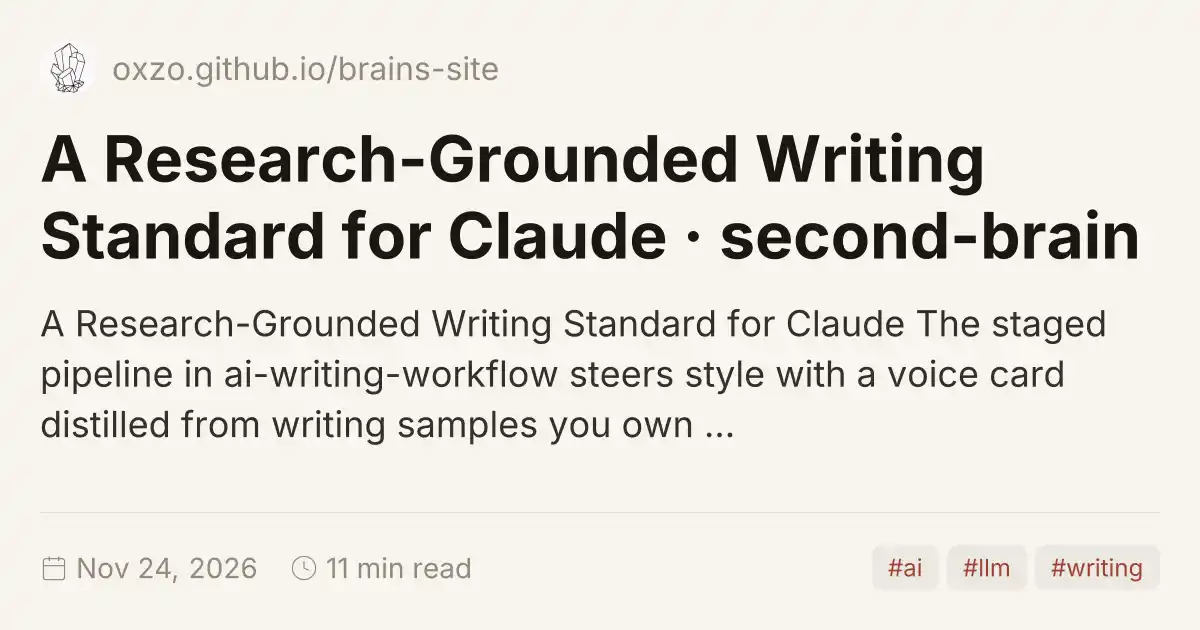 oxzo.github.io/brains-site
A Research-Grounded Writing
Standard for Claude · second-brain
A Research-Grounded Writing Standard for Claude The staged
pipeline in ai-writing-workflow steers style with a voice card
distilled from writing samples you own ...
Nov 24, 2026 11 min read #ai #llm #writing